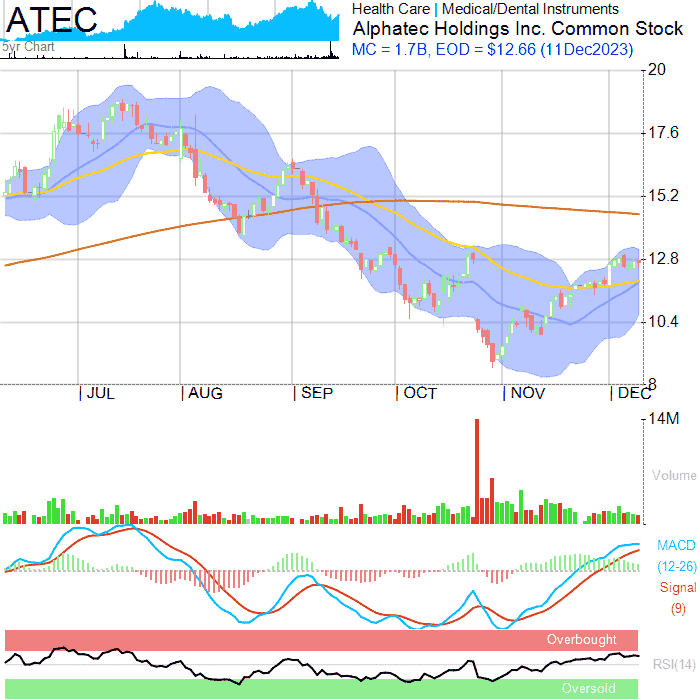 ATEC
5yr Chart
Health Care | Medical/Dental Instruments
Alphatec Holdings Inc. Common Stock
MC = 1.7B, EOD = $12.66 (11Dec2023)
20
17.6
15.2
12.8
10.4
8
JUL AUG SEP OCT NOV DEC
14M
Volume
MACD
(12-26)
Signal
(9)
Overbought
RSI(14)
Oversold